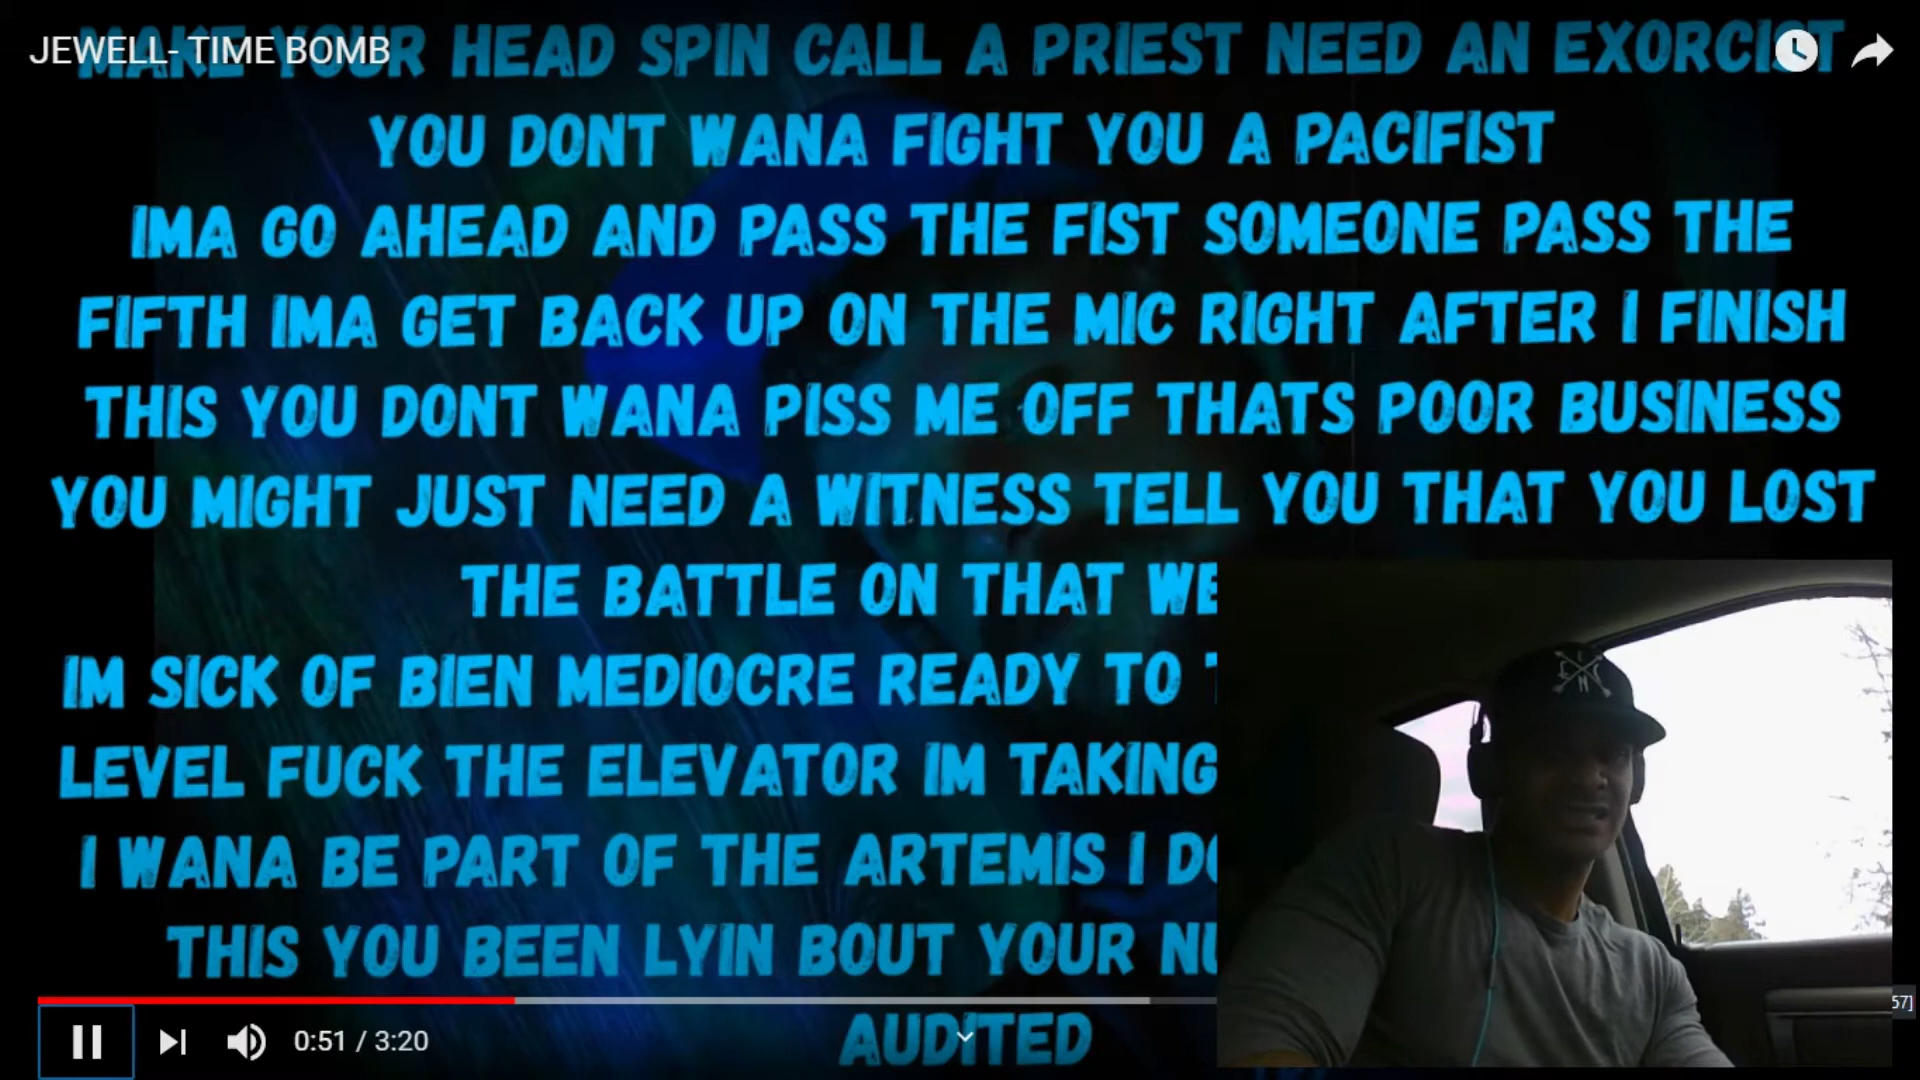 MAKE YOUR HEAD SPIN CALL A PRIEST NEED AN EXORCIST
JEWELL- TIME BOMB
YOU DONT WANA FIGHT YOU A PACIFIST
IMA GO AHEAD AND PASS THE FIST SOMEONE PASS THE
FIFTH IMA GET BACK UP ON THE MIC RIGHT AFTER I FINISH
THIS YOU DONT WANA PISS ME OFF THATS POOR BUSINESS
YOU MIGHT JUST NEED A WITNESS TELL YOU THAT YOU LOST
THE BATTLE ON THAT WE
IM SICK OF BIEN MEDIOCRE READY TO
LEVEL FUCK THE ELEVATOR IM TAKING
I WANA BE PART OF THE ARTEMIS I
THIS YOU BEEN LYIN BOUT YOUR
57]
0:51 / 3:20
AUDITED